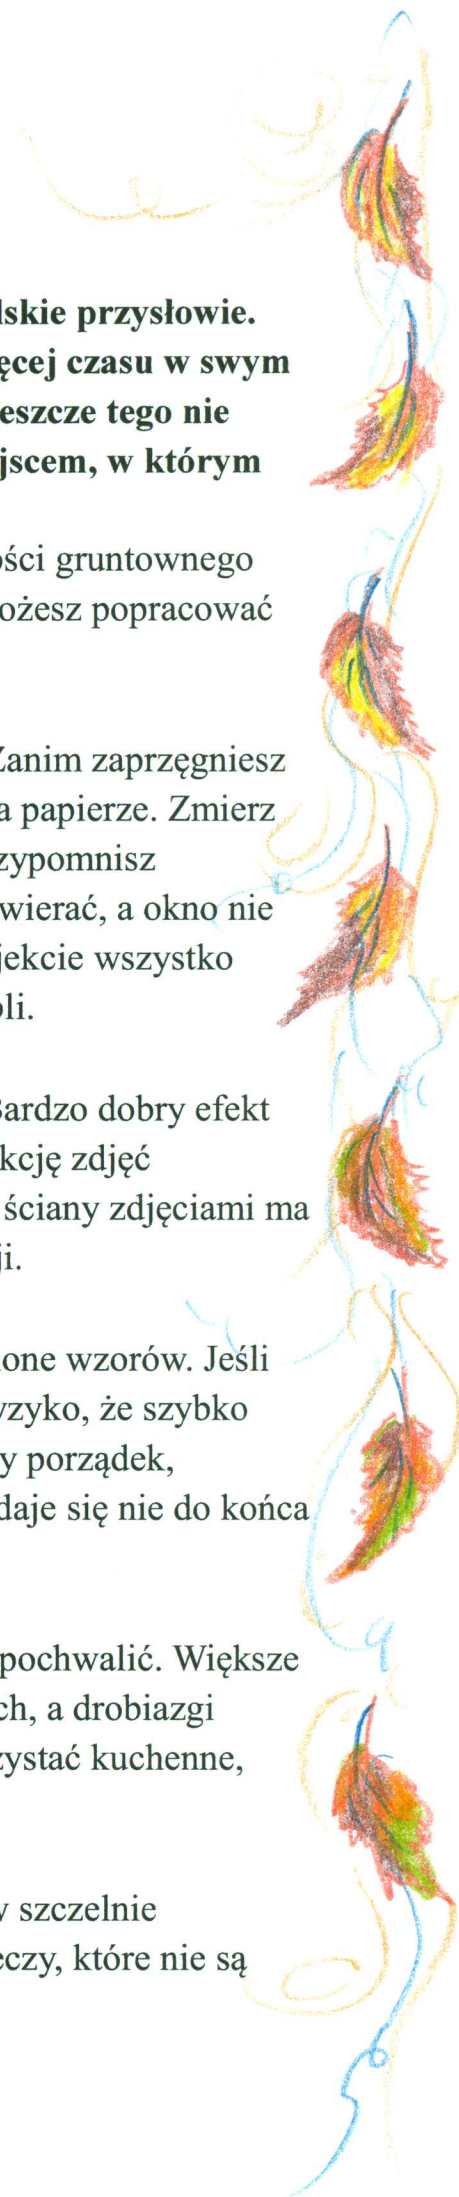 lskie przysłowie.
ęcej czasu w swym
eszcze tego nie
jscem, w którym
ości gruntownego
ożesz popracować
Zanim zaprzęgniesz
a papierze. Zmierz
zypomnisz
wierać, a okno nie
jekcie wszystko
oli.
Bardzo dobry efekt
kcję zdjęć
ściany zdjęciami ma
ji.
one wzorów. Jeśli
yzyko, że szybko
y porządek,
daje się nie do końca
pochwalić. Większe
ch, a drobiazgi
zystać kuchenne,
w szczelnie
eczy, które nie są